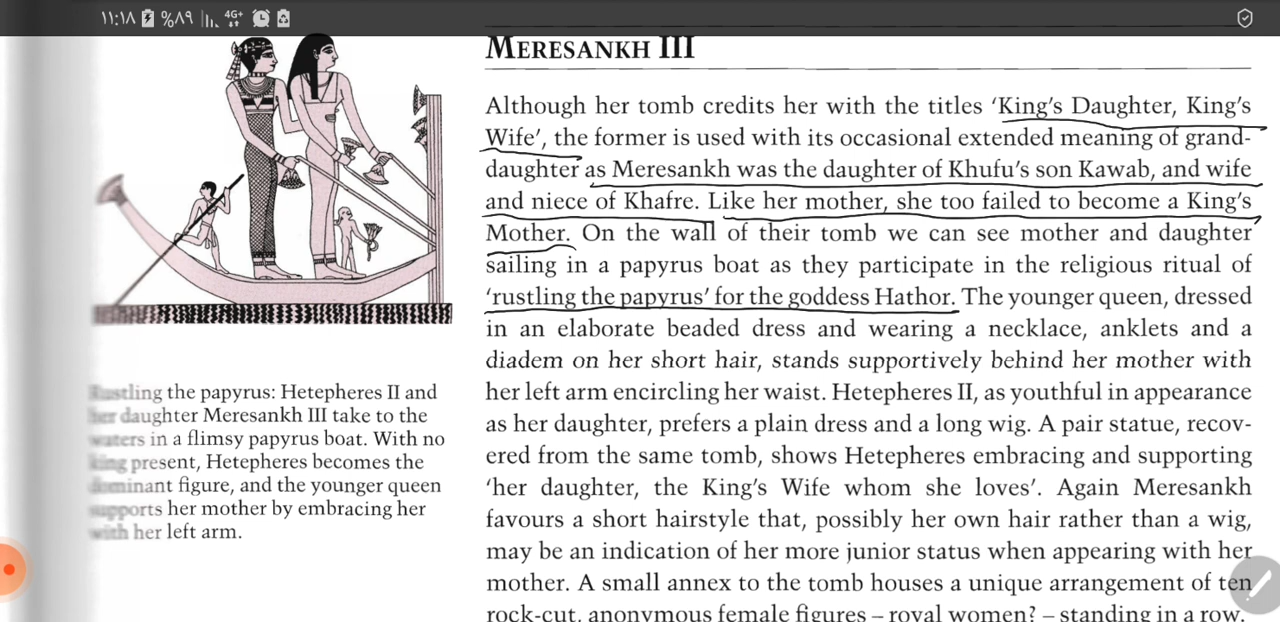 ١١:١٨ %٨٩ 4G+
MERESANKH III
Although her tomb credits her with the titles ‘King’s Daughter, King’s
Wife’, the former is used with its occasional extended meaning of grand-
daughter as Meresankh was the daughter of Khufu’s son Kawab, and wife
and niece of Khafre. Like her mother, she too failed to become a King’s
Mother. On the wall of their tomb we can see mother and daughter
sailing in a papyrus boat as they participate in the religious ritual of
‘rustling the papyrus’ for the goddess Hathor. The younger queen, dressed
in an elaborate beaded dress and wearing a necklace, anklets and a
diadem on her short hair, stands supportively behind her mother with
her left arm encircling her waist. Hetepheres II, as youthful in appearance
as her daughter, prefers a plain dress and a long wig. A pair statue, recov-
ered from the same tomb, shows Hetepheres embracing and supporting
‘her daughter, the King’s Wife whom she loves’. Again Meresankh
favours a short hairstyle that, possibly her own hair rather than a wig,
may be an indication of her more junior status when appearing with her
mother. A small annex to the tomb houses a unique arrangement of ten
rock-cut, anonymous female figures – royal women? – standing in a row.
Rustling the papyrus: Hetepheres II and
her daughter Meresankh III take to the
waters in a flimsy papyrus boat. With no
king present, Hetepheres becomes the
dominant figure, and the younger queen
supports her mother by embracing her
with her left arm.